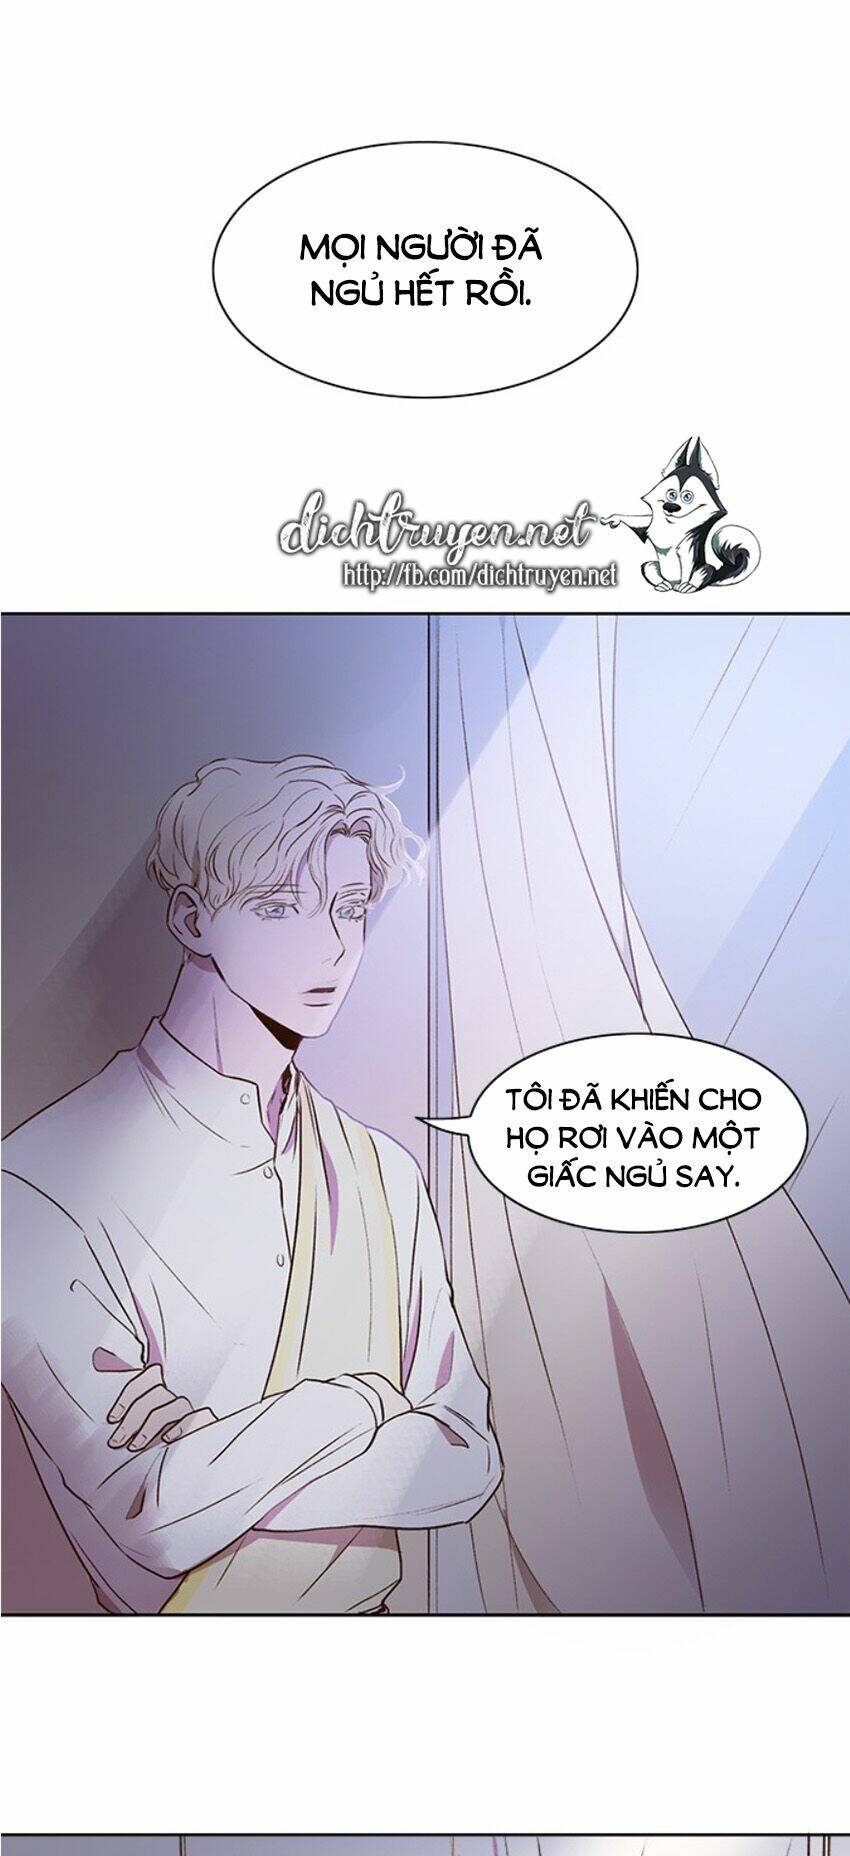 MỌI NGƯỜI ĐÃ
NGỦ HẾT RỒI.
dichtruyen.net
http://fb.com/dichtruyen.net
TÔI ĐÃ KHIẾN CHO
HỌ RƠI VÀO MỘT
GIẤC NGỦ SAY.